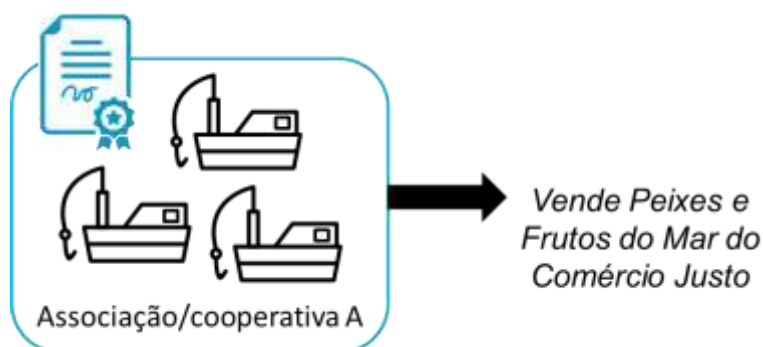 Vende Peixes e
Frutos do Mar do
Comércio Justo
Associação/cooperativa A